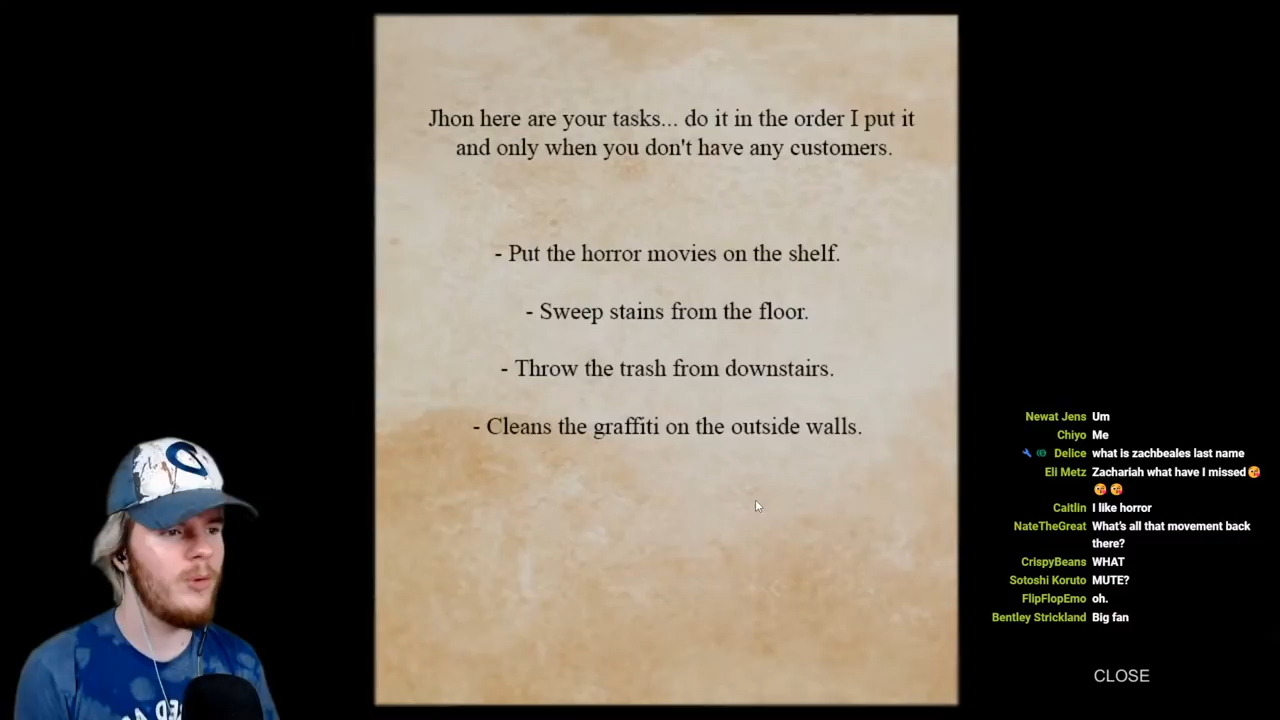 Jhon here are your tasks... do it in the order I put it
and only when you don't have any customers.
- Put the horror movies on the shelf.
- Sweep stains from the floor.
- Throw the trash from downstairs.
- Cleans the graffiti on the outside walls.
Newat Jens Um
Chiyo Me
Delice what is zachbeales last name
Eli Metz Zachariah what have I missed😘
😘 😘
Caitlin I like horror
NateTheGreat What's all that movement back
there?
CrispyBeans WHAT
Sotoshi Koruto MUTE?
FlipFlopEmo oh.
Bentley Strickland Big fan
CLOSE